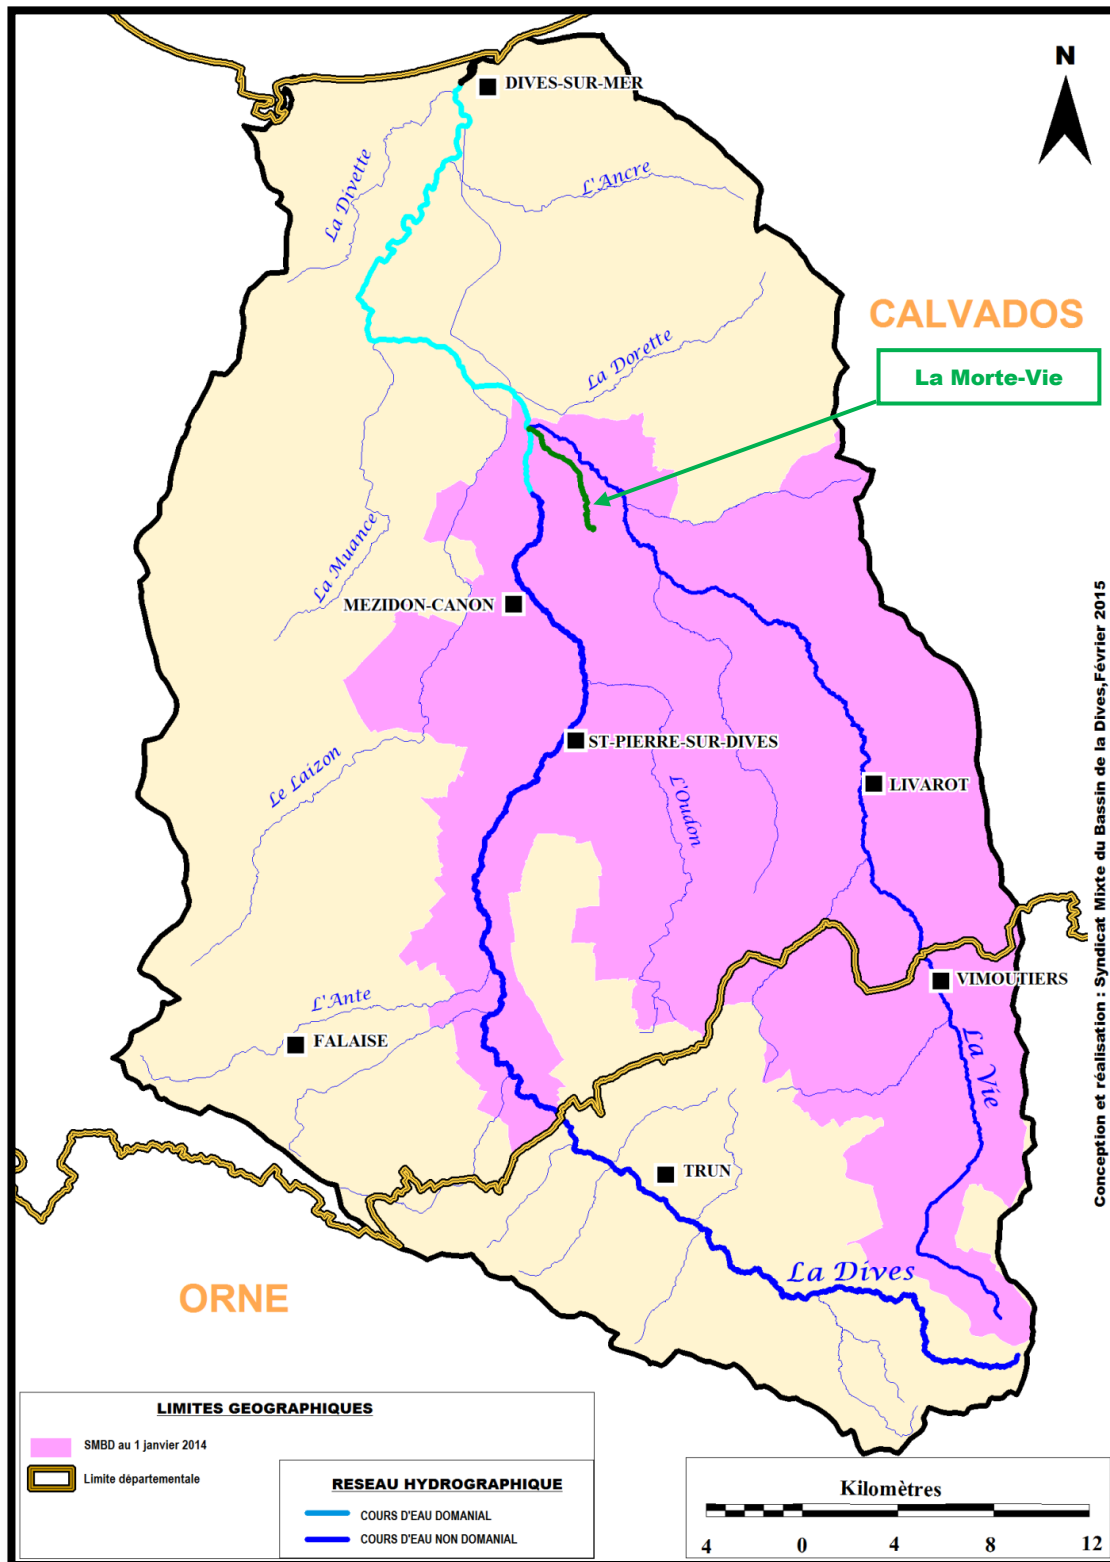 N
DIVES-SUR-MER
La Divette
L'Ancre
CALVADOS
La Dorette
La Morte-Vie
La Muance
MEZIDON-CANON
ST-PIERRE-SUR-DIVES
Le Laizon
L'Oudon
LIVAROT
L'Ante
FALAISE
VIMOUTIERS
La Vie
TRUN
La Dives
ORNE
Conception et réalisation : Syndicat Mixte du Bassin de la Dives,Février 2015
LIMITES GEOGRAPHIQUES
SMBD au 1 janvier 2014
Limite départementale
RESEAU HYDROGRAPHIQUE
COURS D'EAU DOMANIAL
COURS D'EAU NON DOMANIAL
Kilomètres
4 0 4 8 12